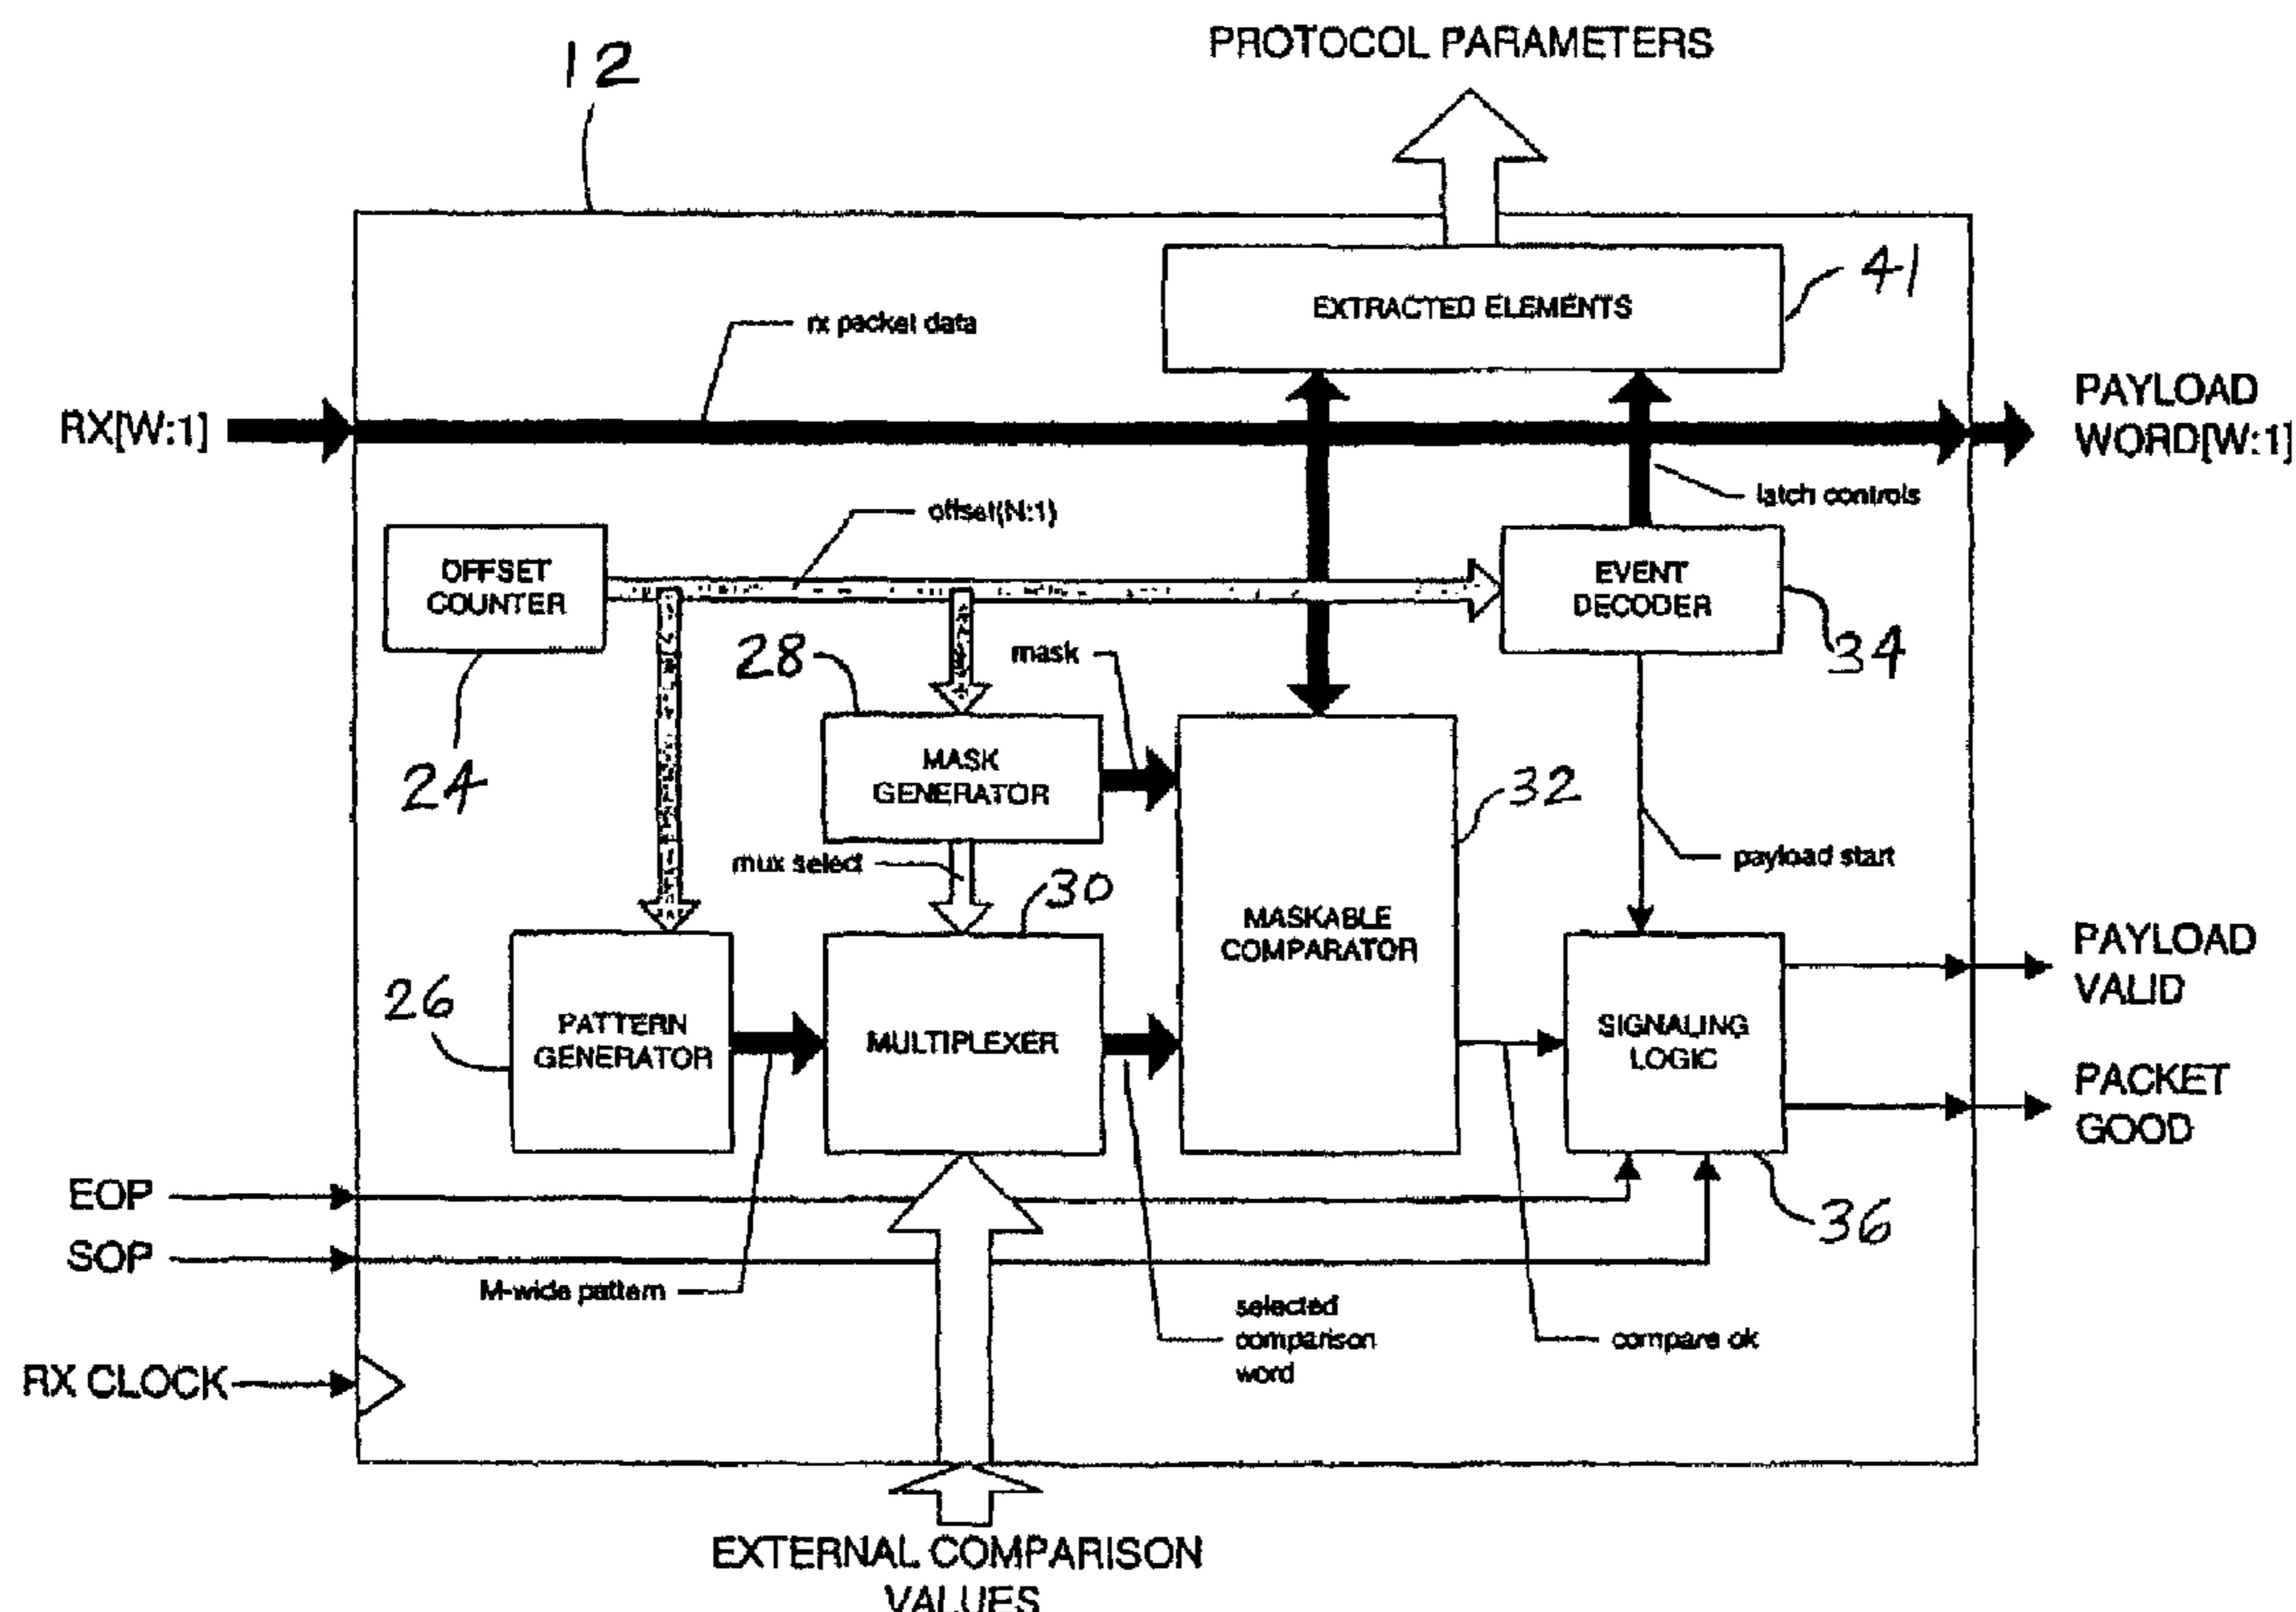 PROTOCOL PARAMETERS
12
EXTRACTED ELEMENTS
41
rx packet data
RX[W:1]
PAYLOAD
WORD[W:1]
latch controls
offset(N:1)
OFFSET
COUNTER
EVENT
DECODER
28
mask
34
24
MASK
GENERATOR
32
mux select
30
payload start
MASKABLE
COMPARATOR
PAYLOAD
VALID
26
PATTERN
GENERATOR
MULTIPLEXER
SIGNALING
LOGIC
PACKET
GOOD
EOP
36
SOP
M-wide pattern
selected
comparison
word
compare ok
RX CLOCK
EXTERNAL COMPARISON
VALUES